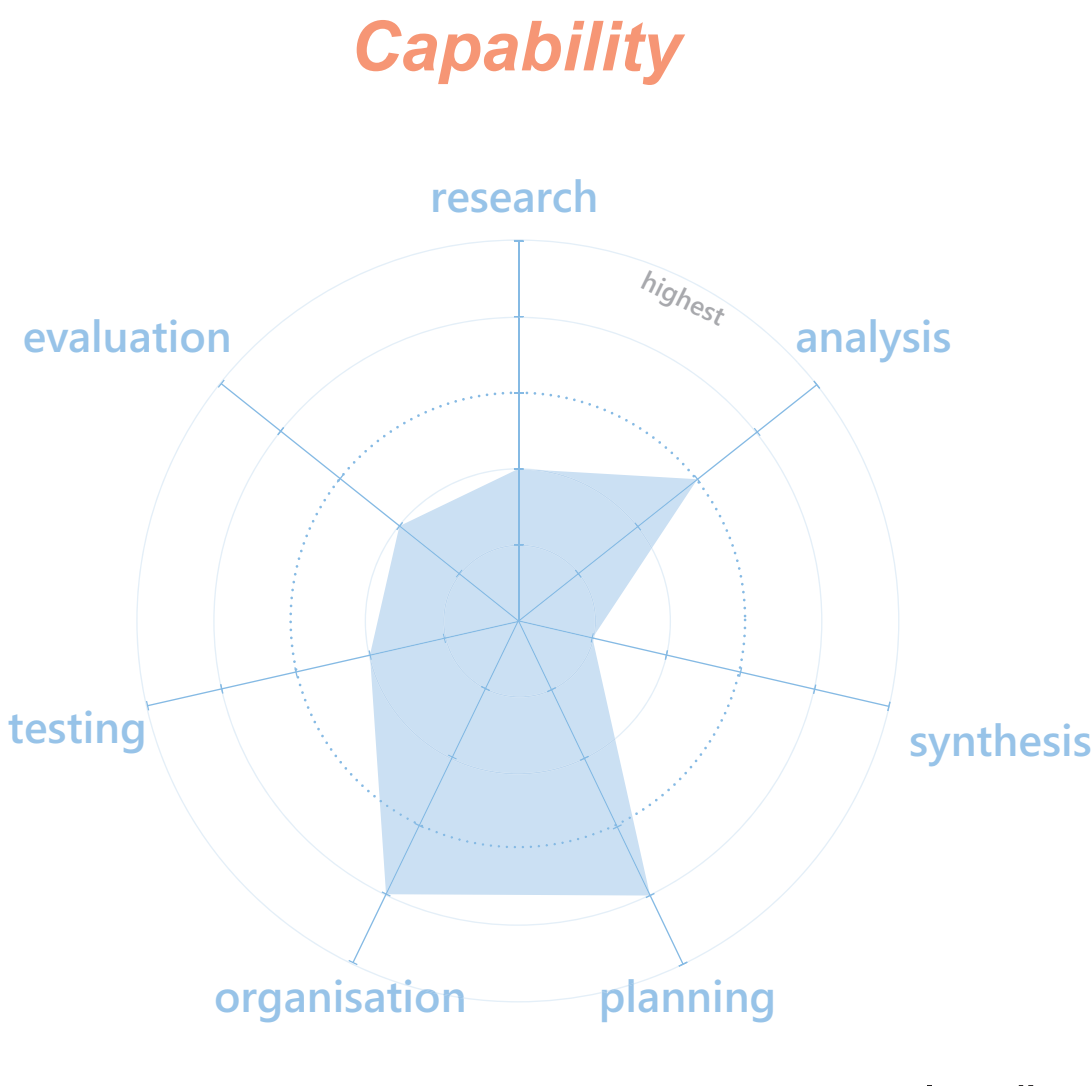 Capability
research
highest
evaluation
analysis
testing
synthesis
organisation
planning